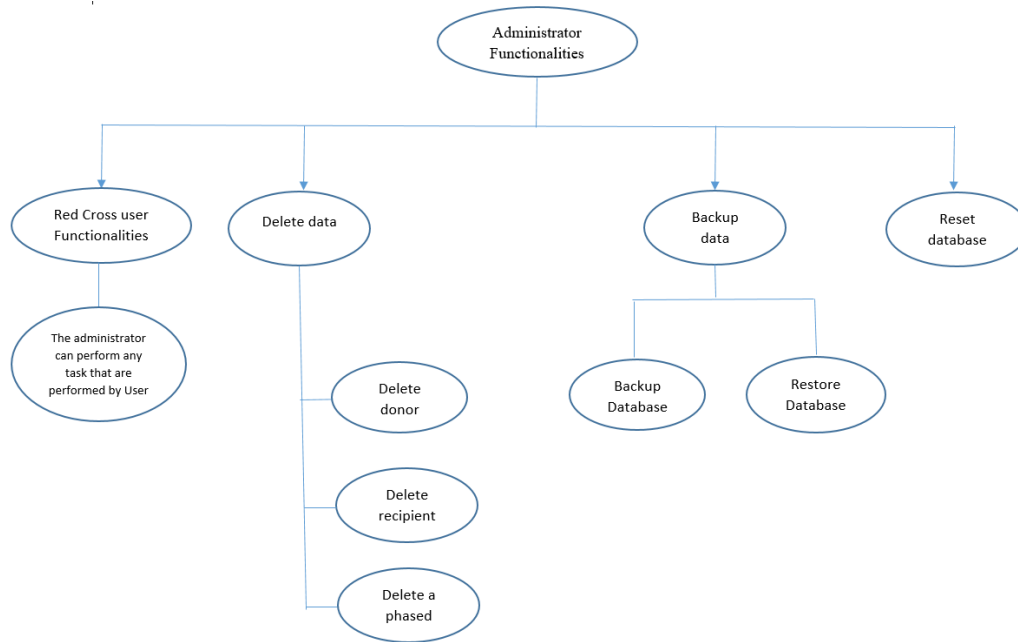 Administrator
Functionalities
Red Cross user
Functionalities
Delete data
Backup
data
Reset
database
The administrator
can perform any
task that are
performed by User
Delete
donor
Backup
Database
Restore
Database
Delete
recipient
Delete a
phased